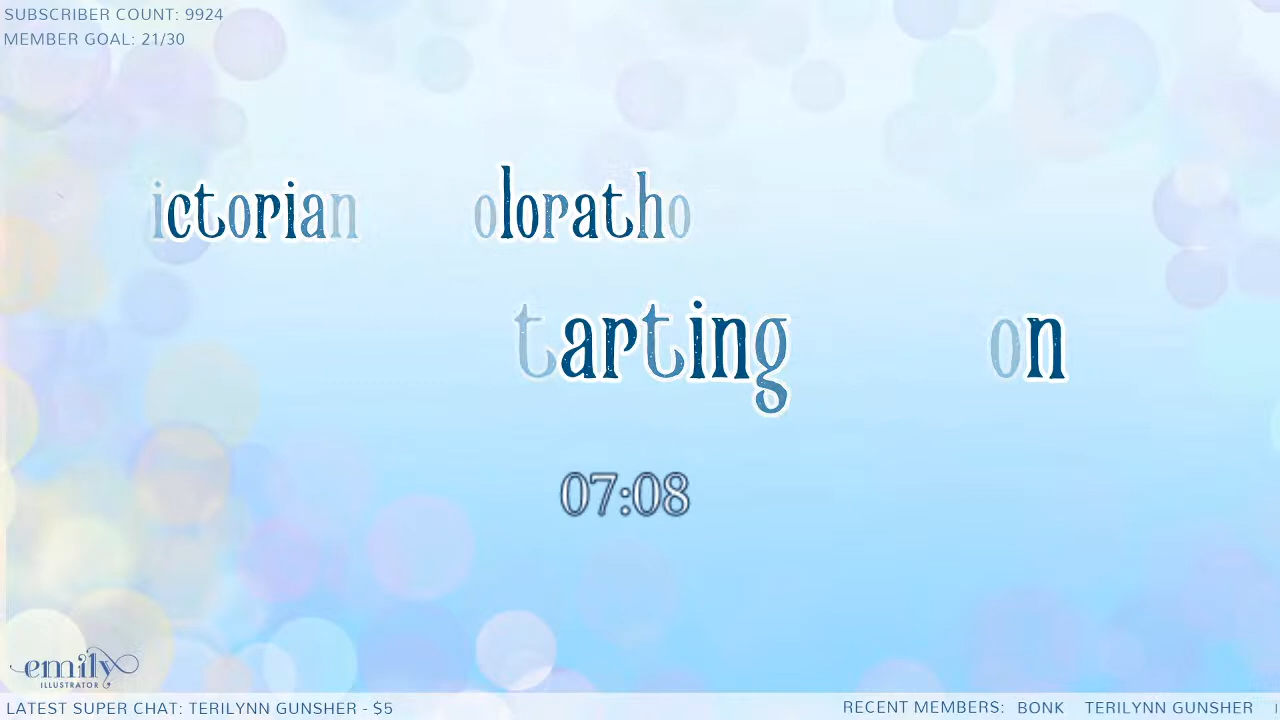 SUBSCRIBER COUNT: 9924
MEMBER GOAL: 21/30
ictorian oloratho
tarting on
07:08
emily
ILLUSTRATOR
LATEST SUPER CHAT: TERILYNN GUNSHER - $5
RECENT MEMBERS: BONK TERILYNN GUNSHER